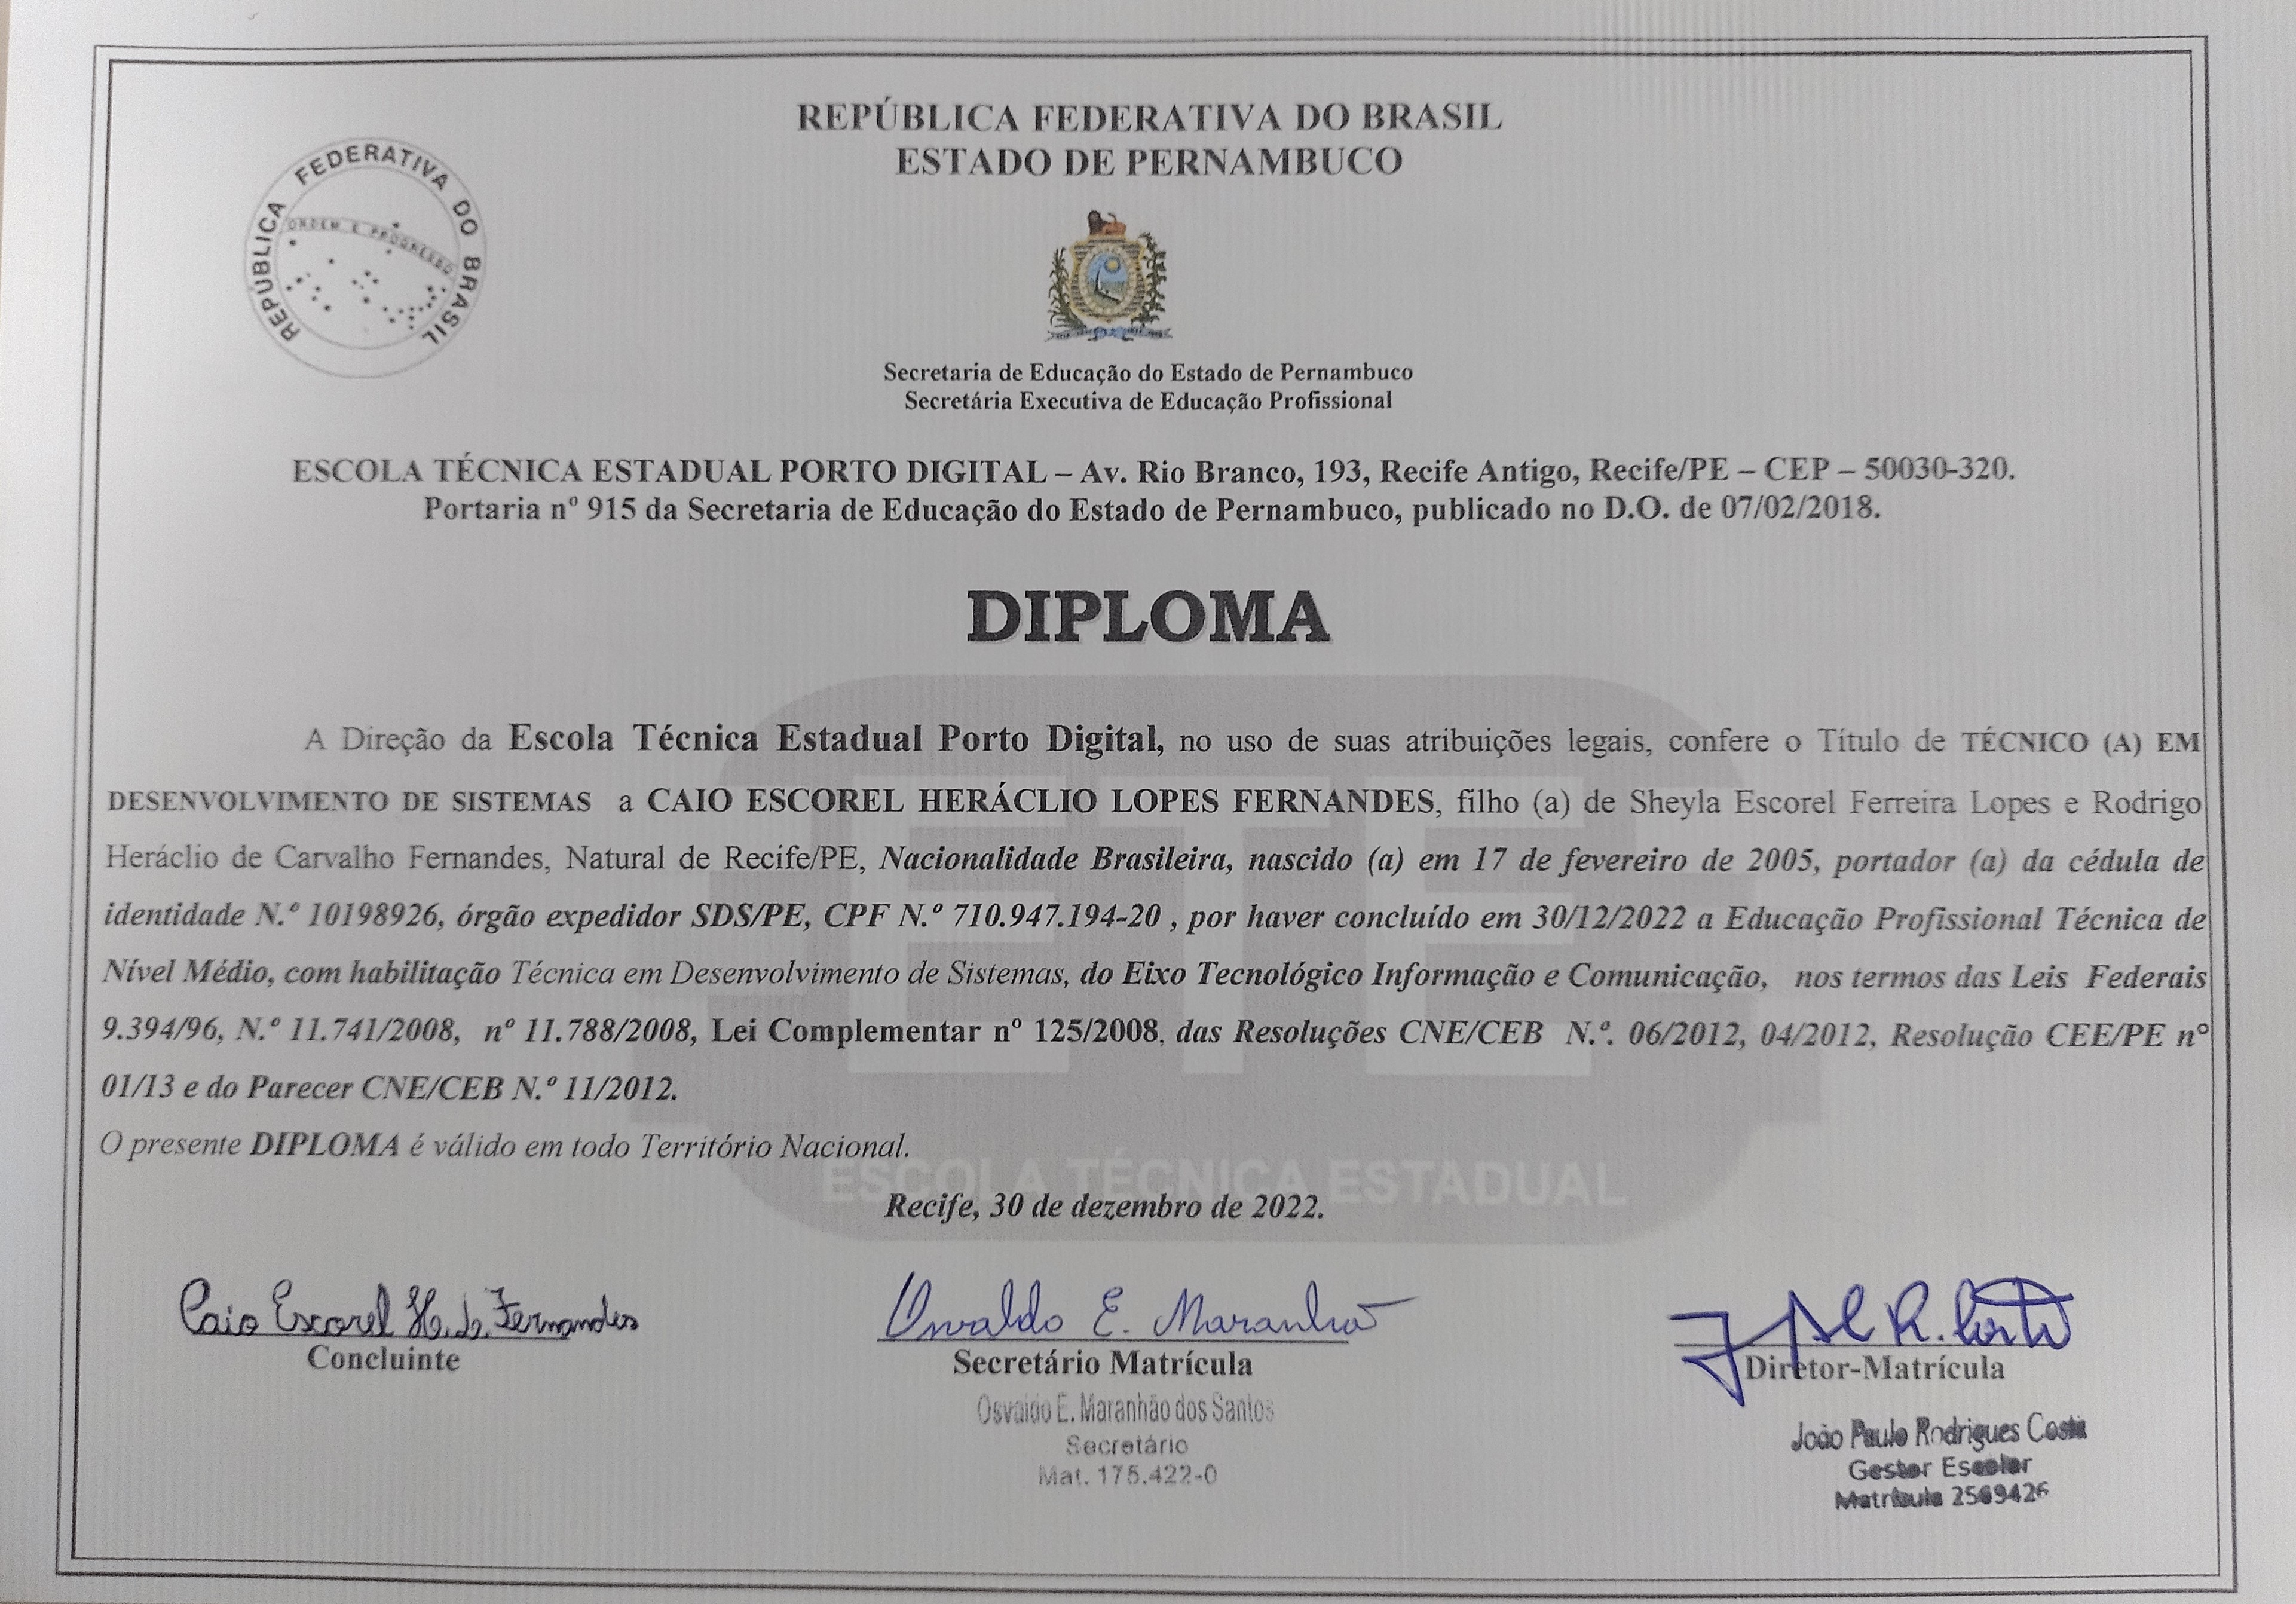 REPÚBLICA FEDERATIVA DO BRASIL
ESTADO DE PERNAMBUCO
REPÚBLICA FEDERATIVA DO BRASIL
ORDEM E PROGRESSO
Secretaria de Educação do Estado de Pernambuco
Secretária Executiva de Educação Profissional
ESCOLA TÉCNICA ESTADUAL PORTO DIGITAL – Av. Rio Branco, 193, Recife Antigo, Recife/PE – CEP – 50030-320.
Portaria nº 915 da Secretaria de Educação do Estado de Pernambuco, publicado no D.O. de 07/02/2018.
DIPLOMA
A Direção da Escola Técnica Estadual Porto Digital, no uso de suas atribuições legais, confere o Título de TÉCNICO (A) EM
DESENVOLVIMENTO DE SISTEMAS a CAIO ESCOREL HERÁCLIO LOPES FERNANDES, filho (a) de Sheyla Escorel Ferreira Lopes e Rodrigo
Heráclio de Carvalho Fernandes, Natural de Recife/PE, Nacionalidade Brasileira, nascido (a) em 17 de fevereiro de 2005, portador (a) da cédula de
identidade N.º 10198926, órgão expedidor SDS/PE, CPF N.º 710.947.194-20 , por haver concluído em 30/12/2022 a Educação Profissional Técnica de
Nível Médio, com habilitação Técnica em Desenvolvimento de Sistemas, do Eixo Tecnológico Informação e Comunicação, nos termos das Leis Federais
9.394/96, N.º 11.741/2008, nº 11.788/2008, Lei Complementar nº 125/2008, das Resoluções CNE/CEB N.º. 06/2012, 04/2012, Resolução CEE/PE nº
01/13 e do Parecer CNE/CEB N.º 11/2012.
O presente DIPLOMA é válido em todo Território Nacional.
ETE
ESCOLA TÉCNICA ESTADUAL
Recife, 30 de dezembro de 2022.
Caio Escorel H. L. Fernandes
Concluinte
Osvaldo E. Maranhão
Secretário Matrícula
Osvaldo E. Maranhão dos Santos
Secretário
Mat. 175.422-0
R. Costa
Diretor-Matrícula
João Paulo Rodrigues Costa
Gestor Escolar
Matrícula 2569426